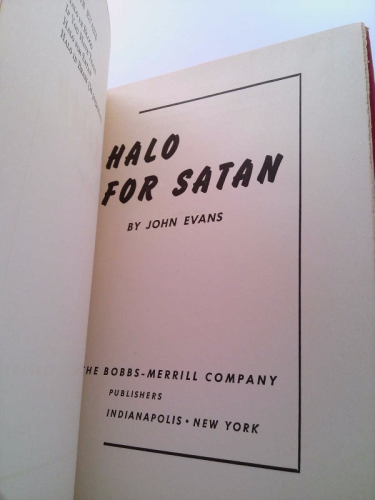 HALO
FOR SATAN
BY JOHN EVANS
THE BOBBS-MERRILL COMPANY
PUBLISHERS
INDIANAPOLIS • NEW YORK